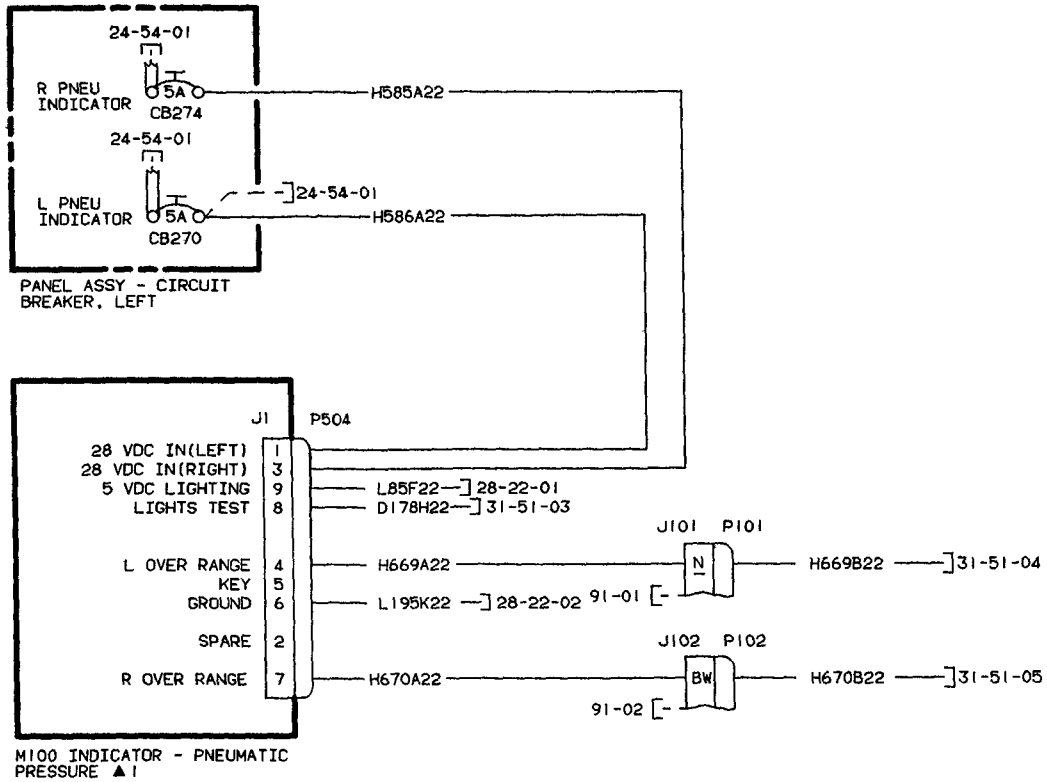 24-54-01
R PNEU
INDICATOR
5A
CB274
H585A22
24-54-01
24-54-01
L PNEU
INDICATOR
5A
CB270
H586A22
PANEL ASSY - CIRCUIT
BREAKER, LEFT
J1 P504
28 VDC IN(LEFT) 1
28 VDC IN(RIGHT) 3
5 VDC LIGHTING 9 L85F22 28-22-01
LIGHTS TEST 8 D178H22 31-51-03
J101 P101
L OVER RANGE 4 H669A22 N H669B22 31-51-04
KEY 5
GROUND 6 L195K22 28-22-02 91-01
J102 P102
SPARE 2
R OVER RANGE 7 H670A22 BW H670B22 31-51-05
91-02
M100 INDICATOR - PNEUMATIC
PRESSURE ▲ 1